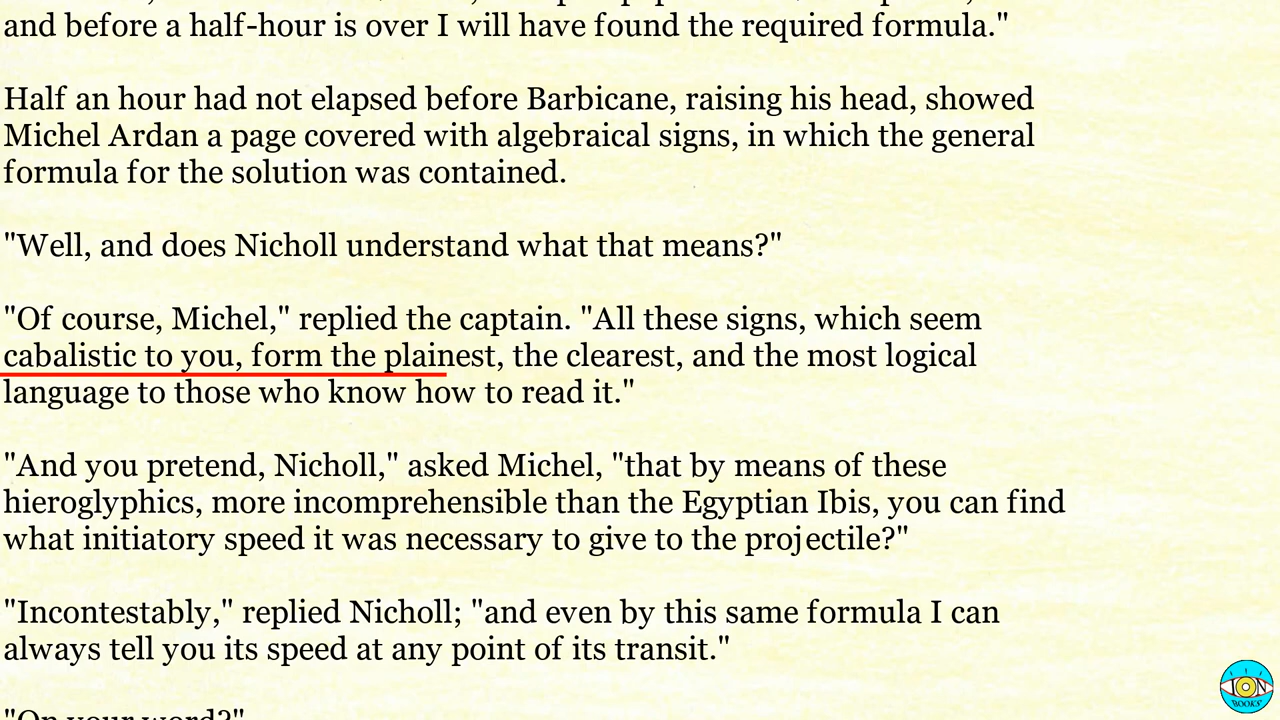 and before a half-hour is over I will have found the required formula."
Half an hour had not elapsed before Barbicane, raising his head, showed
Michel Ardan a page covered with algebraical signs, in which the general
formula for the solution was contained.
"Well, and does Nicholl understand what that means?"
"Of course, Michel," replied the captain. "All these signs, which seem
cabalistic to you, form the plainest, the clearest, and the most logical
language to those who know how to read it."
"And you pretend, Nicholl," asked Michel, "that by means of these
hieroglyphics, more incomprehensible than the Egyptian Ibis, you can find
what initiatory speed it was necessary to give to the projectile?"
"Incontestably," replied Nicholl; "and even by this same formula I can
always tell you its speed at any point of its transit."
"On your word?"
ION
BOOKS